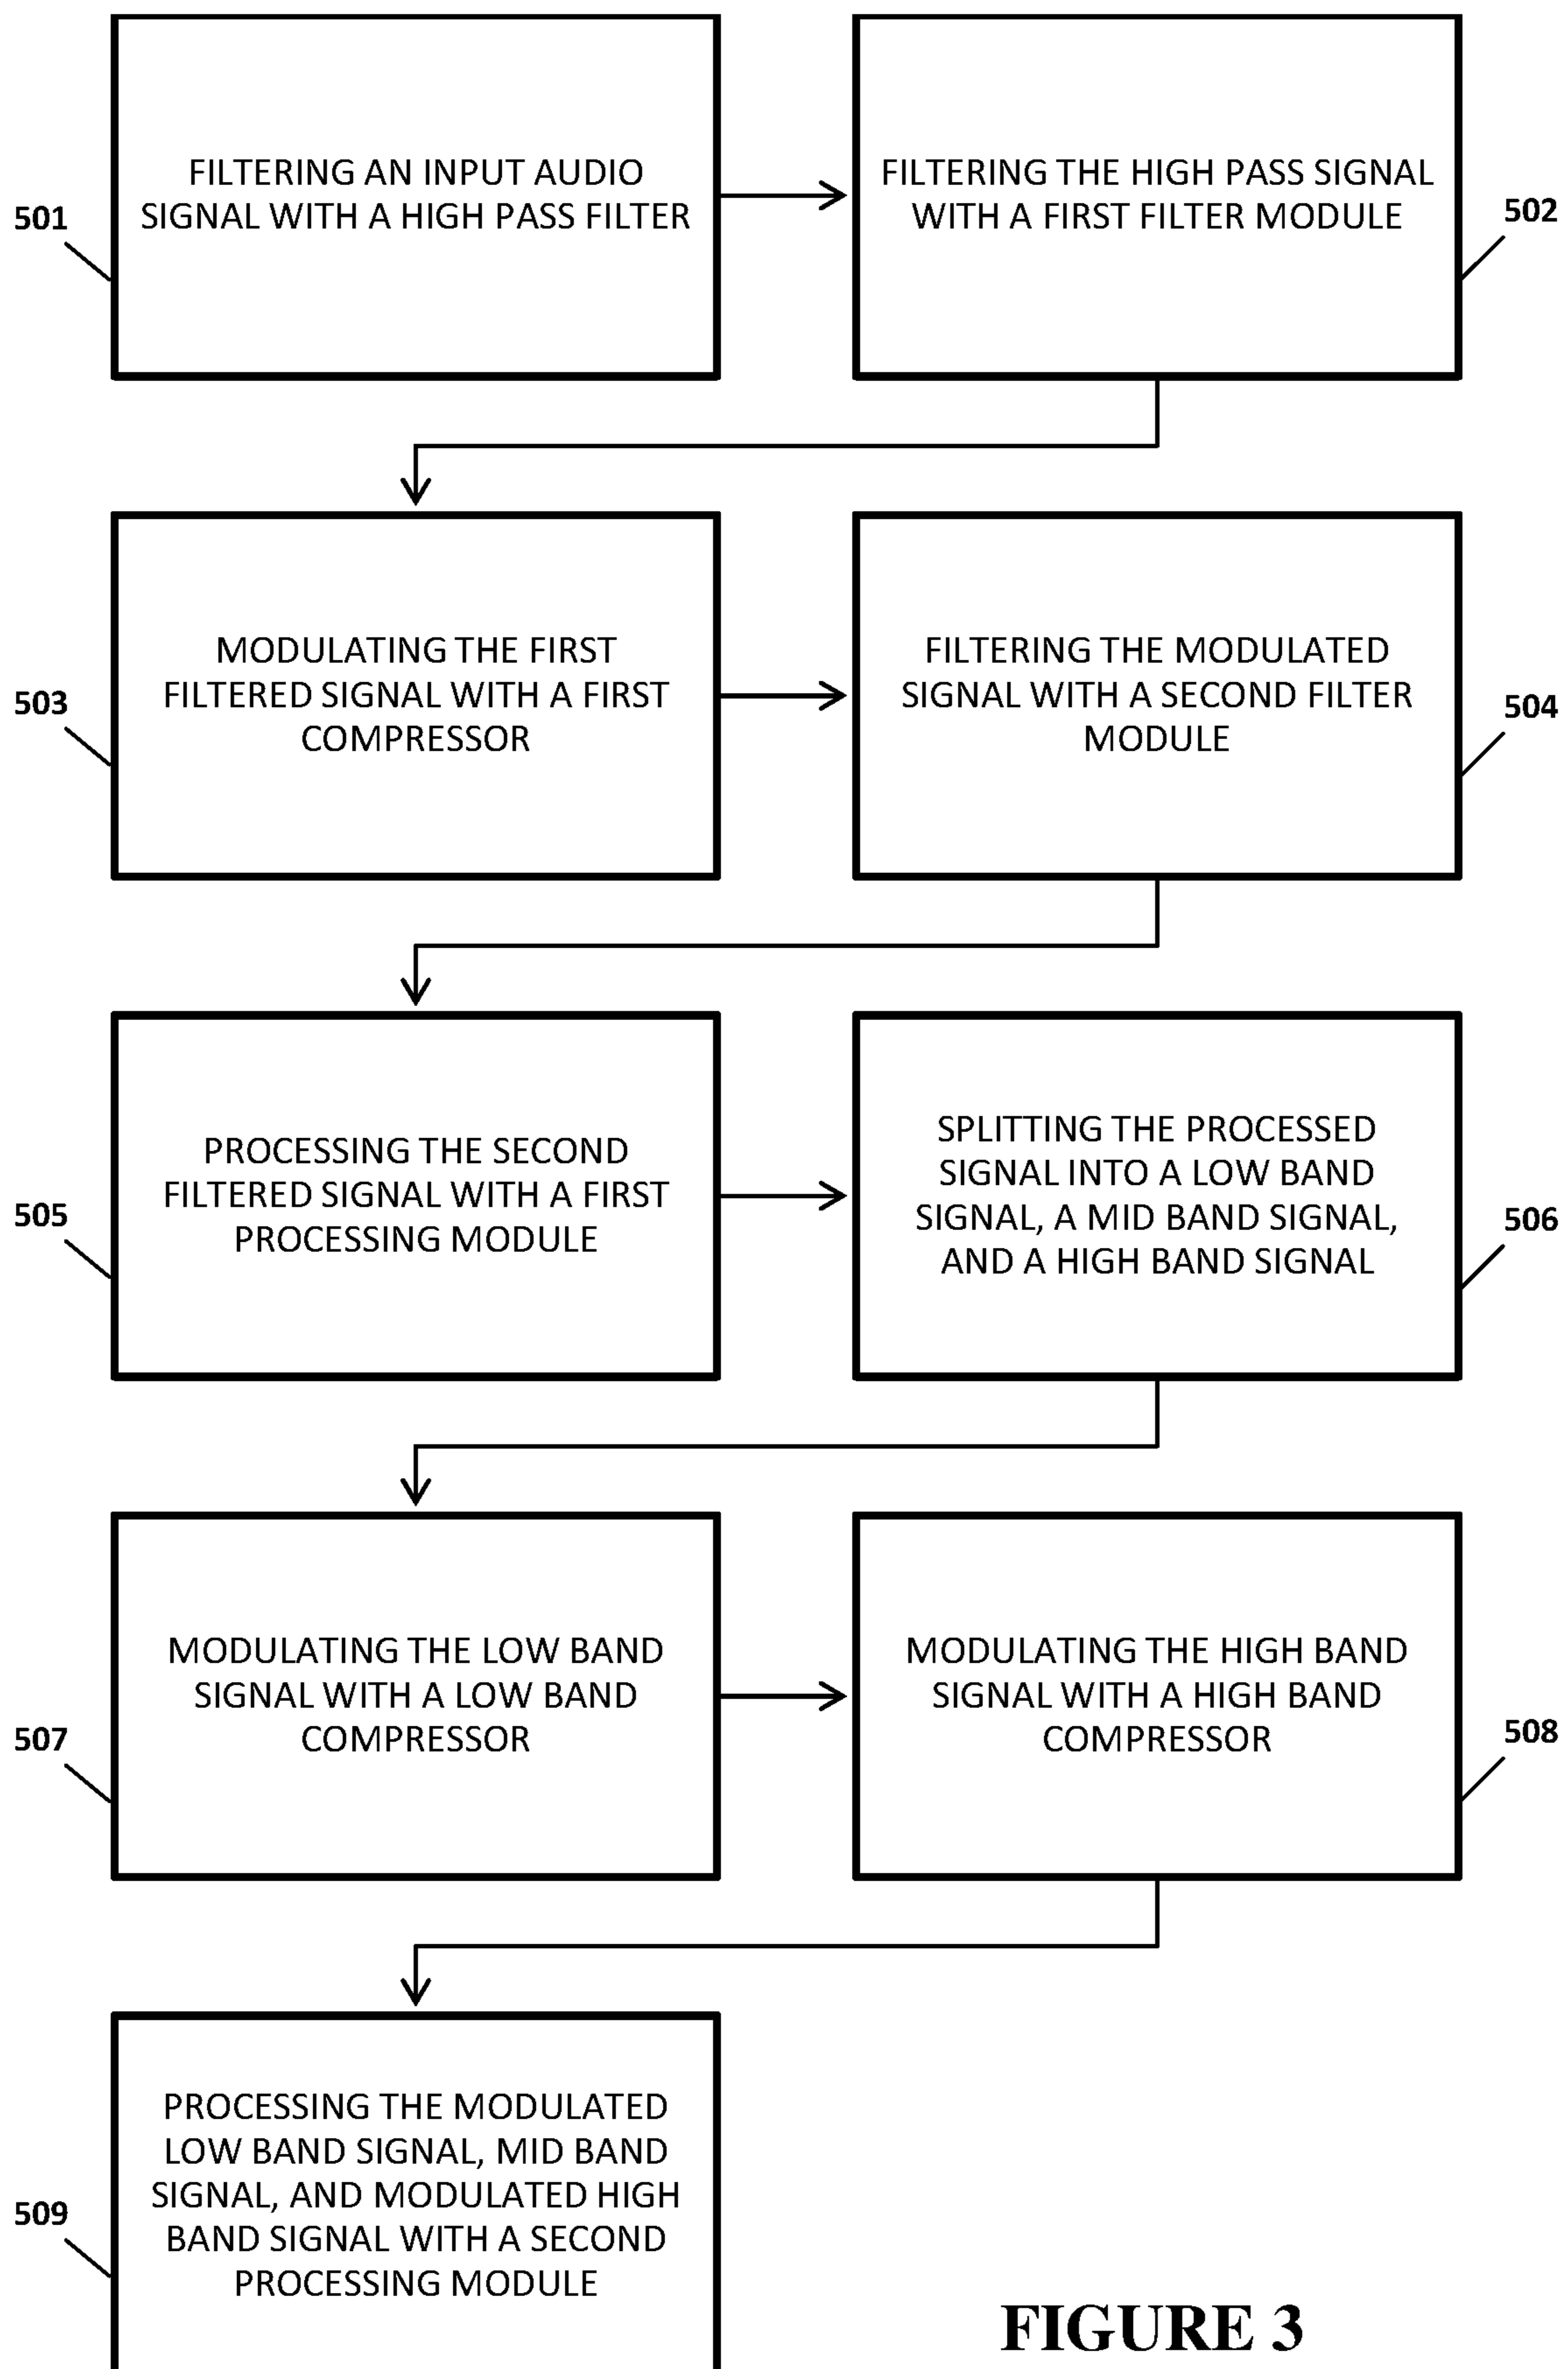 FILTERING AN INPUT AUDIO
SIGNAL WITH A HIGH PASS FILTER
501
FILTERING THE HIGH PASS SIGNAL
WITH A FIRST FILTER MODULE
502
MODULATING THE FIRST
FILTERED SIGNAL WITH A FIRST
COMPRESSOR
503
FILTERING THE MODULATED
SIGNAL WITH A SECOND FILTER
MODULE
504
PROCESSING THE SECOND
FILTERED SIGNAL WITH A FIRST
PROCESSING MODULE
505
SPLITTING THE PROCESSED
SIGNAL INTO A LOW BAND
SIGNAL, A MID BAND SIGNAL,
AND A HIGH BAND SIGNAL
506
MODULATING THE LOW BAND
SIGNAL WITH A LOW BAND
COMPRESSOR
507
MODULATING THE HIGH BAND
SIGNAL WITH A HIGH BAND
COMPRESSOR
508
PROCESSING THE MODULATED
LOW BAND SIGNAL, MID BAND
SIGNAL, AND MODULATED HIGH
BAND SIGNAL WITH A SECOND
PROCESSING MODULE
509
FIGURE 3